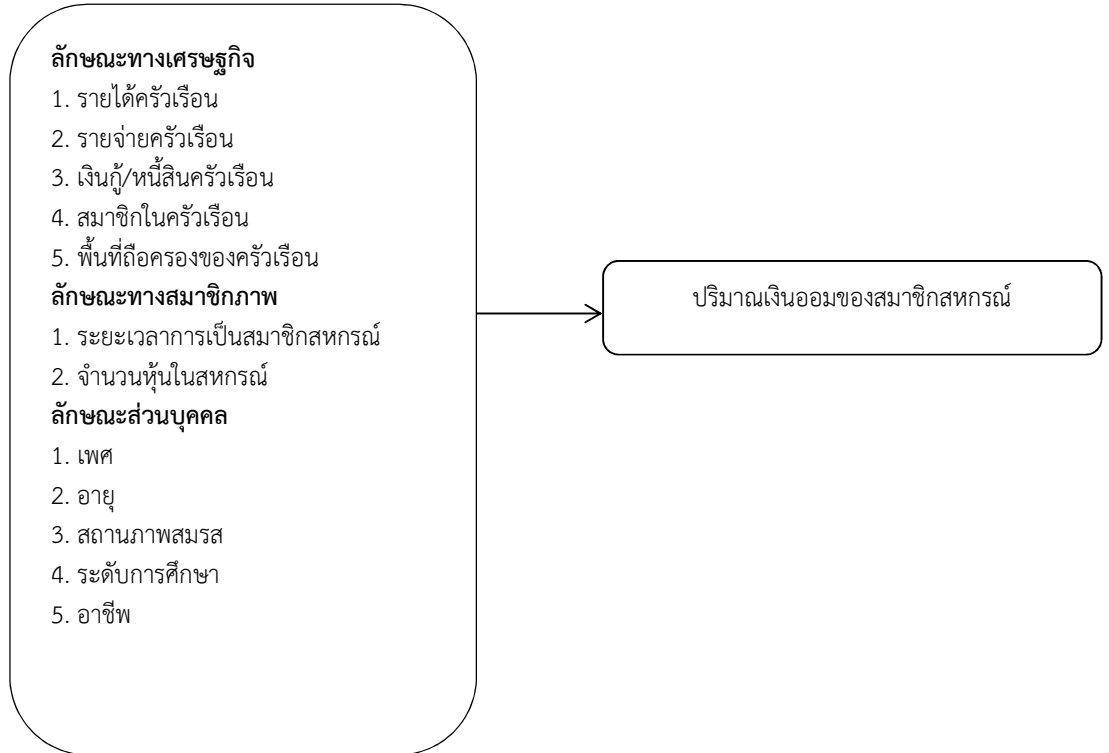 ลักษณะทางเศรษฐกิจ
1. รายได้ครัวเรือน
2. รายจ่ายครัวเรือน
3. เงินกู้/หนี้สินครัวเรือน
4. สมาชิกในครัวเรือน
5. พื้นที่ถือครองของครัวเรือน
ลักษณะทางสมาชิกภาพ
1. ระยะเวลาการเป็นสมาชิกสหกรณ์
2. จำนวนหุ้นในสหกรณ์
ลักษณะส่วนบุคคล
1. เพศ
2. อายุ
3. สถานภาพสมรส
4. ระดับการศึกษา
5. อาชีพ
ปริมาณเงินออมของสมาชิกสหกรณ์